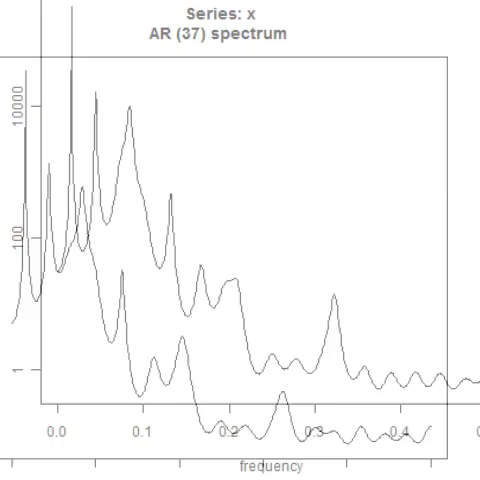 Series: x
AR (37) spectrum
10000
100
1
0.0 0.1 0.2 0.3 0.4
frequency